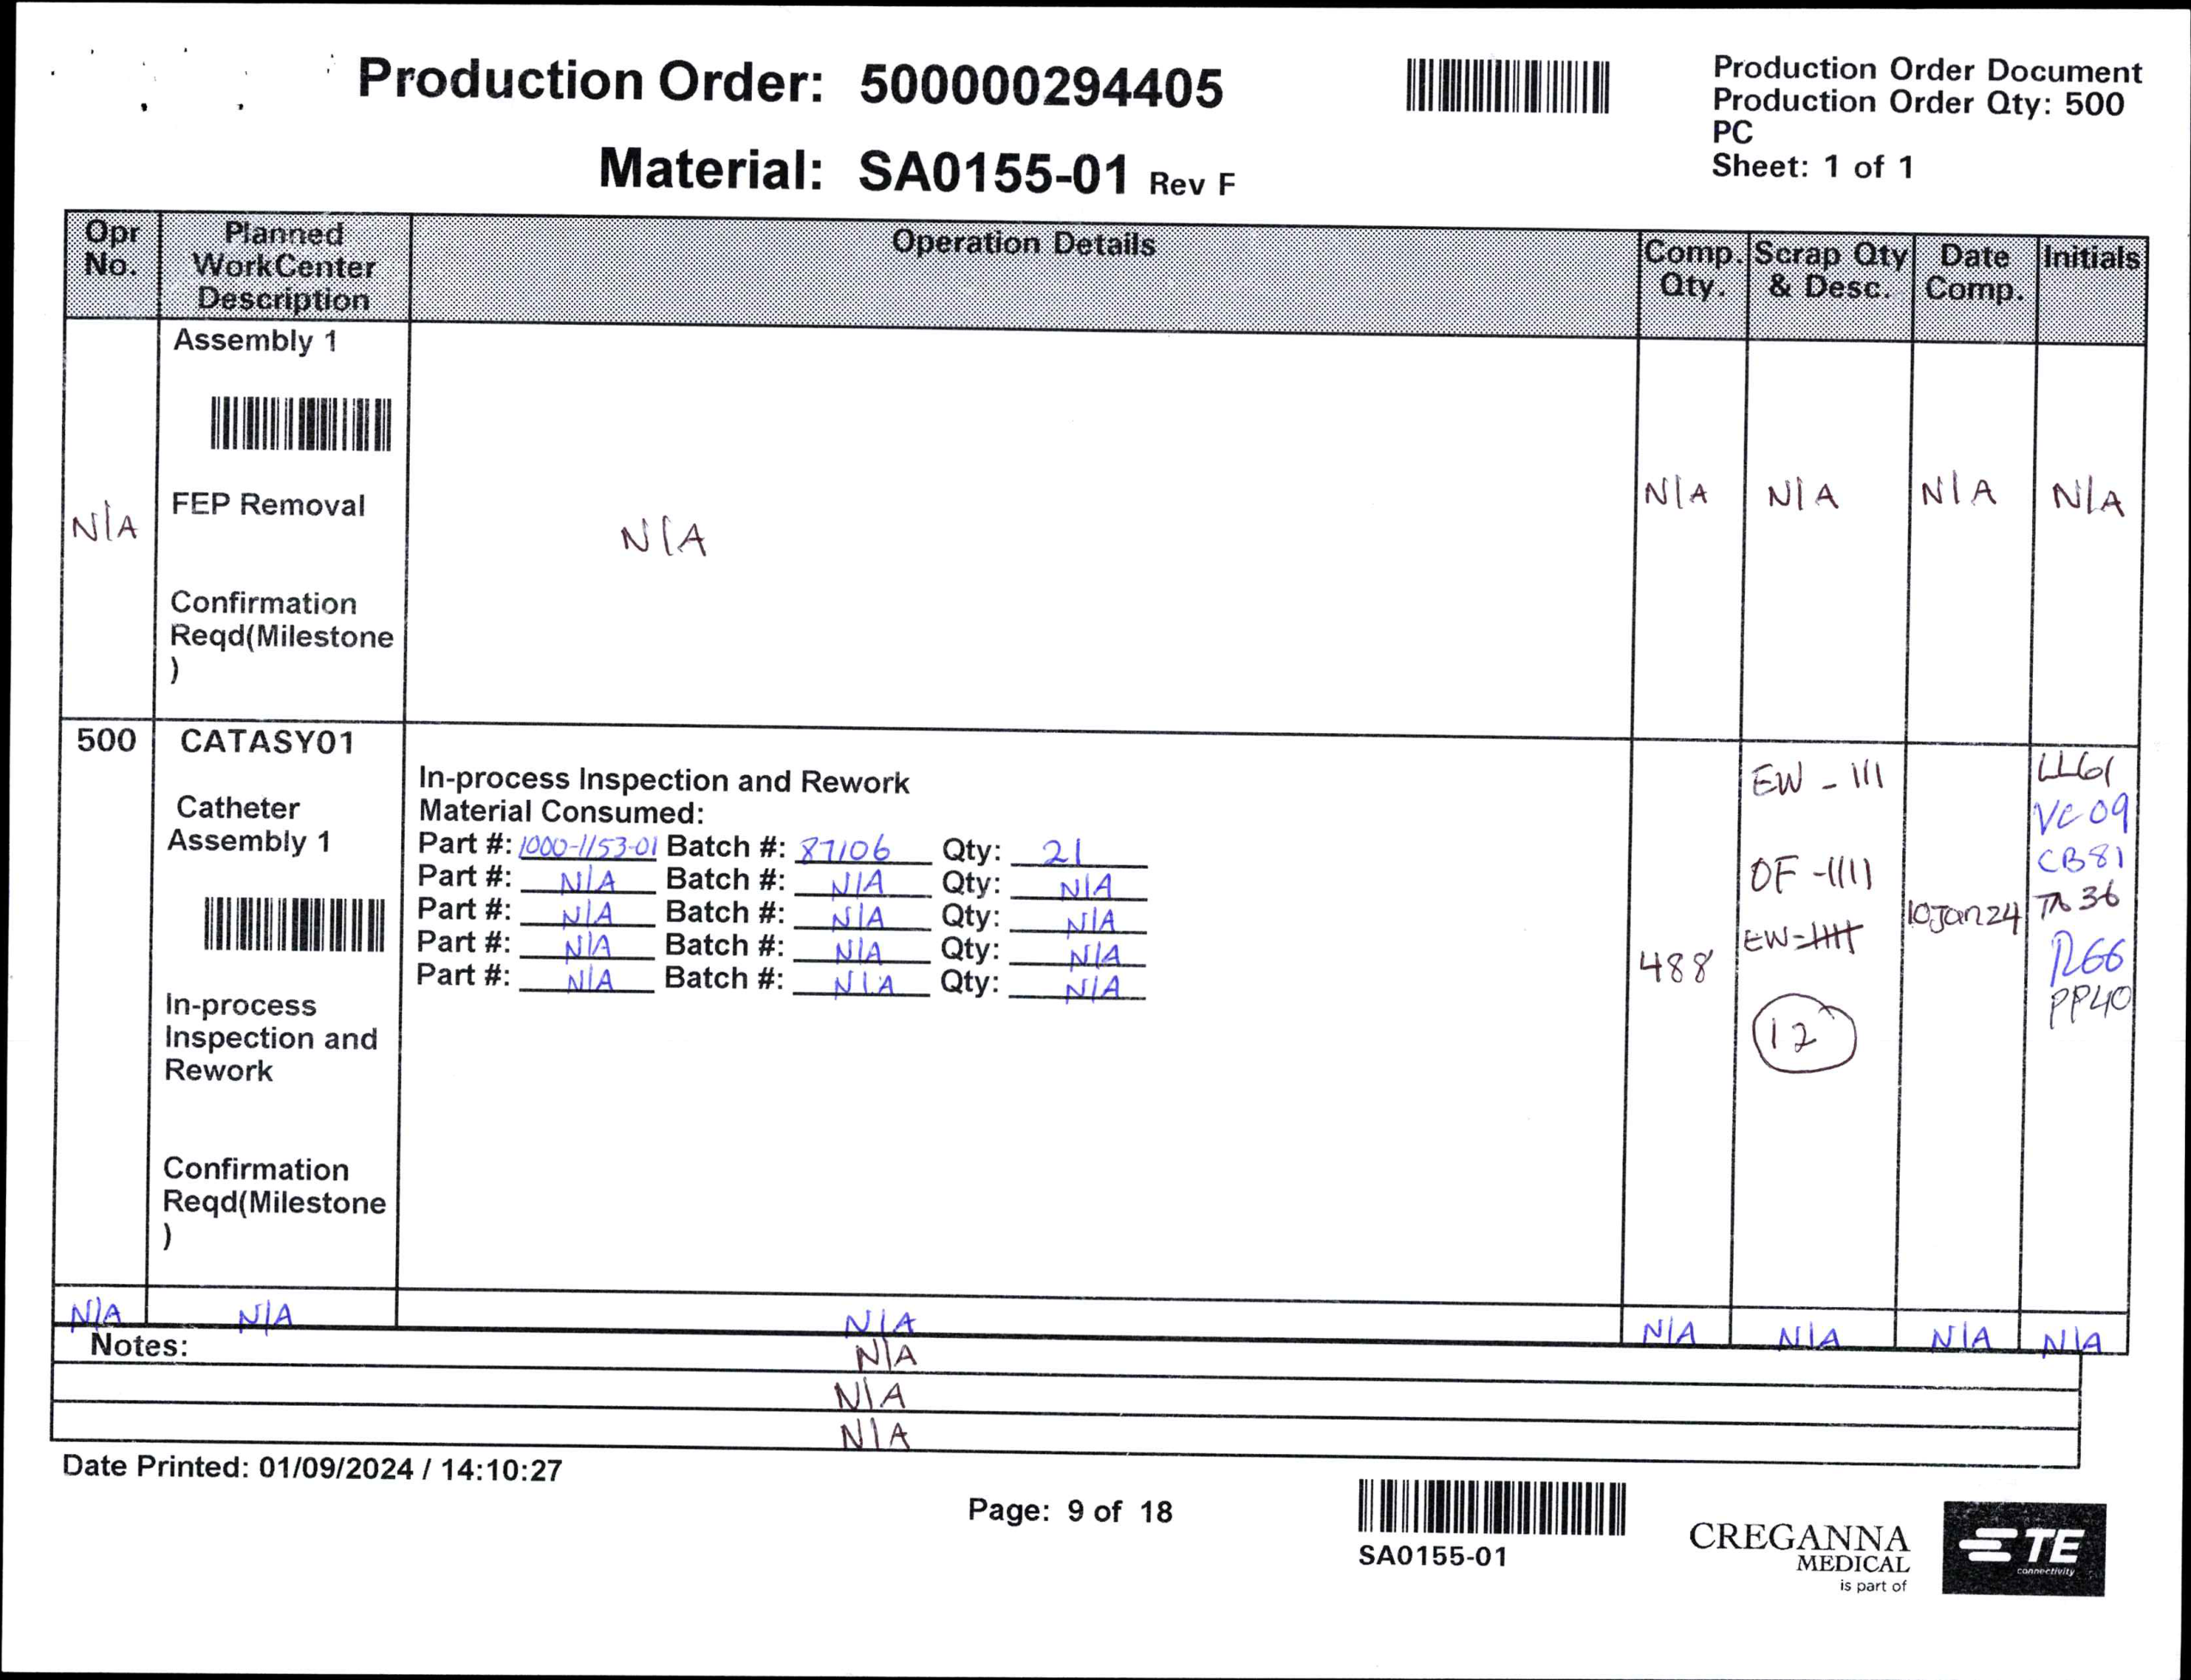 Production Order: 500000294405
Material: SA0155-01 Rev F
Production Order Document
Production Order Qty: 500
PC
Sheet: 1 of 1
Opr No. Planned WorkCenter Description Operation Details Comp. Qty. Scrap Qty & Desc. Date Comp. Initials
Assembly 1
FEP Removal
N/A N/A N/A N/A N/A N/A
Confirmation
Reqd(Milestone
)
500 CATASY01
Catheter
Assembly 1
In-process
Inspection and
Rework
Confirmation
Reqd(Milestone
)
In-process Inspection and Rework
Material Consumed:
Part #: 1000-1153-01 Batch #: 87106 Qty: 21
Part #: N/A Batch #: N/A Qty: N/A
Part #: N/A Batch #: N/A Qty: N/A
Part #: N/A Batch #: N/A Qty: N/A
Part #: N/A Batch #: N/A Qty: N/A
488
EW - III
OF - IIII
EW - IIII
12
10Jan24
LL61
VC09
CB81
TA36
R66
PP40
N/A N/A N/A N/A N/A N/A N/A
Notes: N/A
N/A
N/A
Date Printed: 01/09/2024 / 14:10:27
Page: 9 of 18
SA0155-01
CREGANNA
MEDICAL
is part of
TE
connectivity